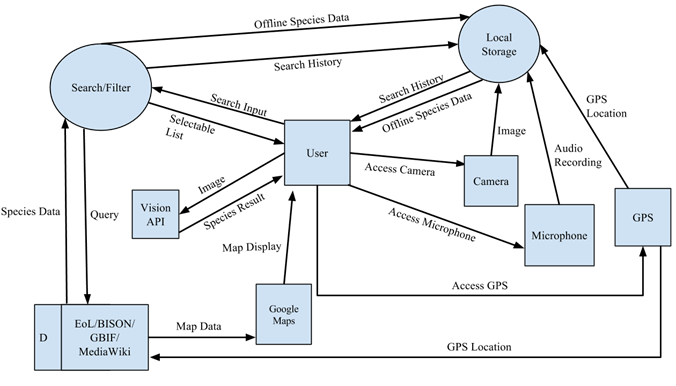 Offline Species Data
Local
Storage
Search History
Search/Filter
Search History
GPS
Location
Search Input
Offline Species Data
Selectable
List
Image
User
Audio
Recording
Access Camera
Image
Camera
Vision
API
Species Result
Species Data
Query
Access Microphone
Microphone
GPS
Map Display
Access GPS
Google
Maps
D
EoL/BISON/
GBIF/
MediaWiki
Map Data
GPS Location